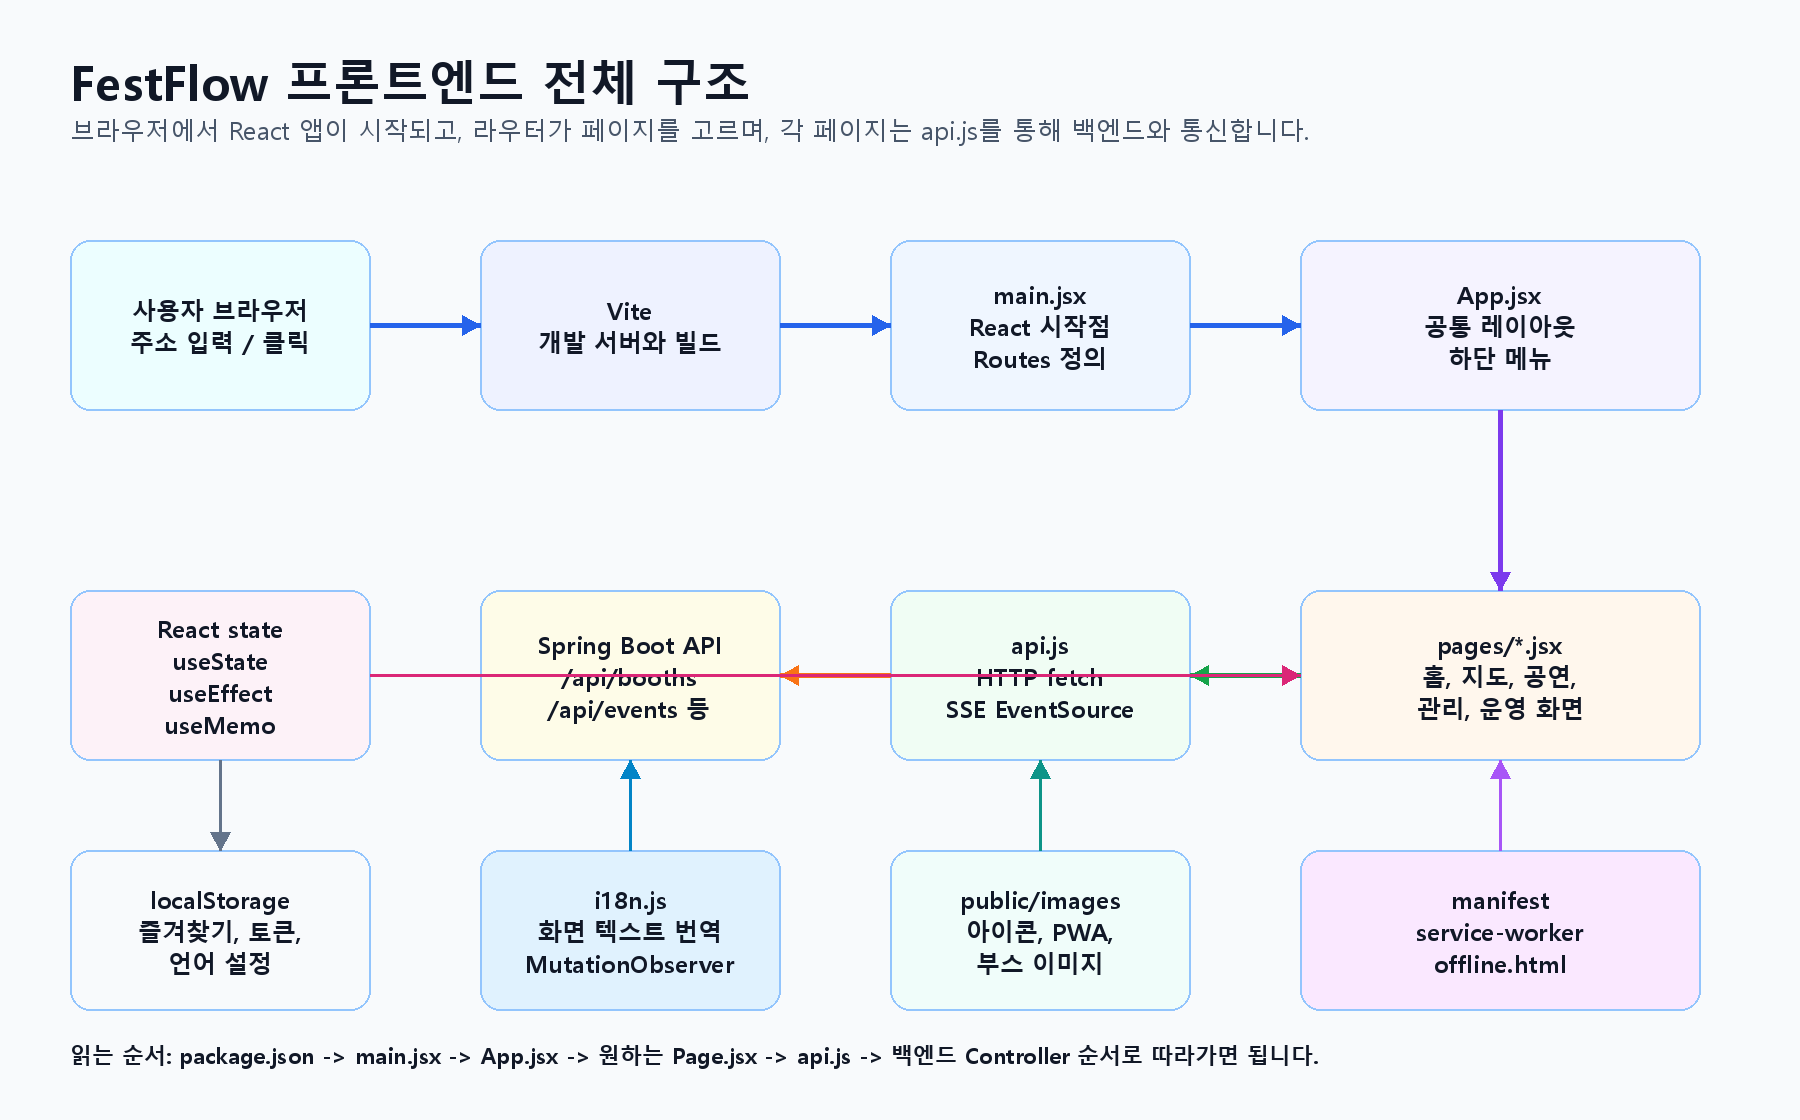 FestFlow 프론트엔드 전체 구조
브라우저에서 React 앱이 시작되고, 라우터가 페이지를 고르며, 각 페이지는 api.js를 통해 백엔드와 통신합니다.
사용자 브라우저
주소 입력 / 클릭
Vite
개발 서버와 빌드
main.jsx
React 시작점
Routes 정의
App.jsx
공통 레이아웃
하단 메뉴
React state
useState
useEffect
useMemo
Spring Boot API
/api/booths
/api/events 등
api.js
HTTP fetch
SSE EventSource
pages/*.jsx
홈, 지도, 공연,
관리, 운영 화면
localStorage
즐겨찾기, 토큰,
언어 설정
i18n.js
화면 텍스트 번역
MutationObserver
public/images
아이콘, PWA,
부스 이미지
manifest
service-worker
offline.html
읽는 순서: package.json -> main.jsx -> App.jsx -> 원하는 Page.jsx -> api.js -> 백엔드 Controller 순서로 따라가면 됩니다.